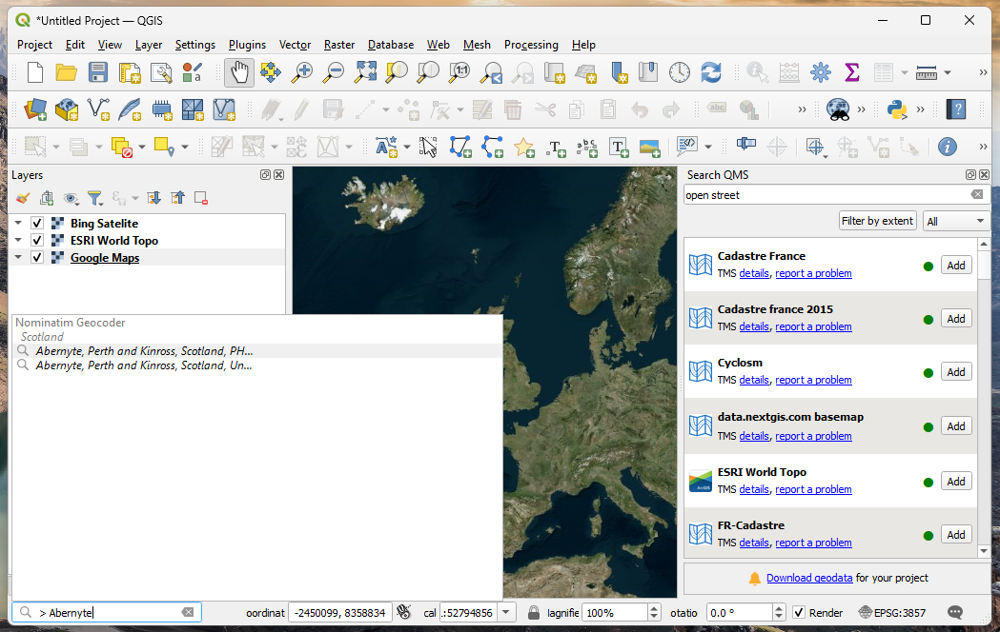 *Untitled Project — QGIS
Project Edit View Layer Settings Plugins Vector Raster Database Web Mesh Processing Help
1:1
abc
T
abc
T
Layers
Bing Satelite
ESRI World Topo
Google Maps
Nominatim Geocoder
Scotland
Abernyte, Perth and Kinross, Scotland, PH...
Abernyte, Perth and Kinross, Scotland, Un...
Search QMS
open street
Filter by extent All
Cadastre France
TMS details, report a problem Add
Cadastre france 2015
TMS details, report a problem Add
Cyclosm
TMS details, report a problem Add
data.nextgis.com basemap
TMS details, report a problem Add
ESRI World Topo
TMS details, report a problem Add
FR-Cadastre
TMS details, report a problem Add
Download geodata for your project
> Abernyte oordinat -2450099, 8358834 cal .:52794856 lagnifie 100% otatio 0.0 ° Render EPSG:3857